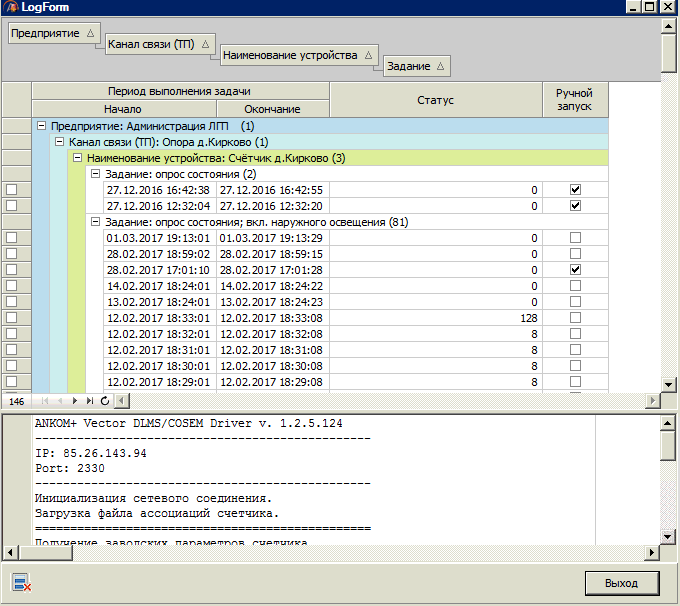 LogForm
Предприятие
Канал связи (ТП)
Наименование устройства
Задание
Период выполнения задачи
Начало Окончание Статус Ручной запуск
Предприятие: Администрация ЛГП (1)
Канал связи (ТП): Опора д.Кирково (1)
Наименование устройства: Счётчик д.Кирково (3)
Задание: опрос состояния (2)
27.12.2016 16:42:38 27.12.2016 16:42:55 0
27.12.2016 12:32:04 27.12.2016 12:32:20 0
Задание: опрос состояния; вкл. наружного освещения (81)
01.03.2017 19:13:01 01.03.2017 19:13:29 0
28.02.2017 18:59:02 28.02.2017 18:59:15 0
28.02.2017 17:01:10 28.02.2017 17:01:28 0
14.02.2017 18:24:01 14.02.2017 18:24:22 0
13.02.2017 18:24:01 13.02.2017 18:24:23 0
12.02.2017 18:33:01 12.02.2017 18:33:08 128
12.02.2017 18:32:01 12.02.2017 18:32:08 8
12.02.2017 18:31:01 12.02.2017 18:31:08 8
12.02.2017 18:30:01 12.02.2017 18:30:08 8
12.02.2017 18:29:01 12.02.2017 18:29:08 8
146
ANKOM+ Vector DLMS/COSEM Driver v. 1.2.5.124
---------------------------------------------
IP: 85.26.143.94
Port: 2330
---------------------------------------------
Инициализация сетевого соединения.
Загрузка файла ассоциаций счетчика.
=============================================
Получение заводских параметров счетчика
Выход